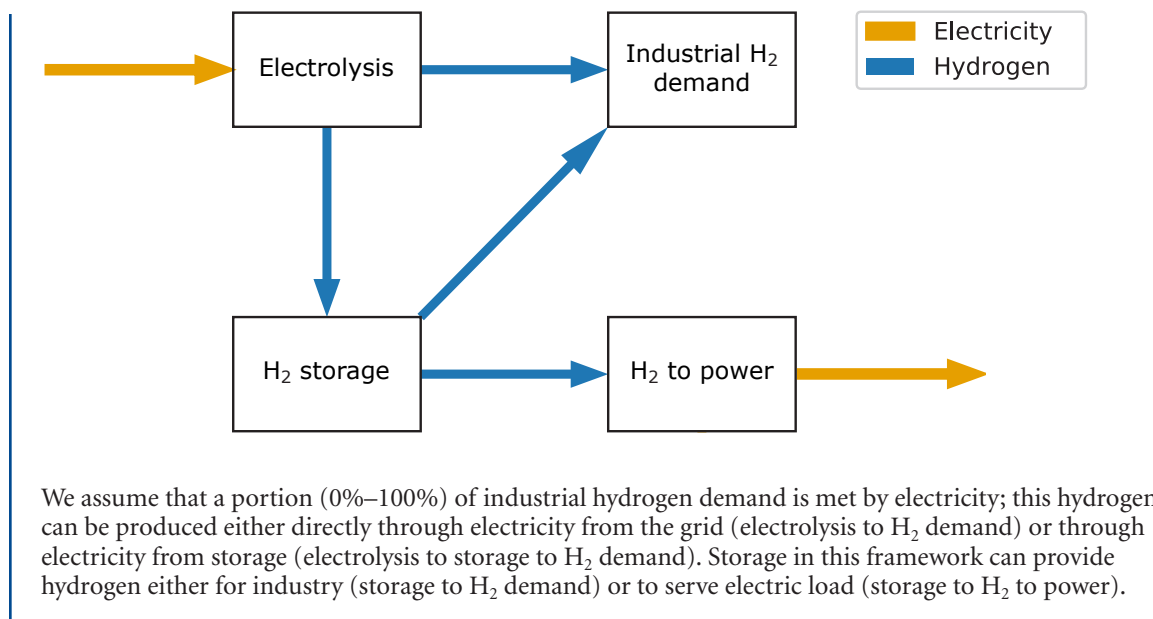 Electrolysis
Industrial H₂
demand
Electricity
Hydrogen
H₂ storage
H₂ to power
We assume that a portion (0%–100%) of industrial hydrogen demand is met by electricity; this hydrogen
can be produced either directly through electricity from the grid (electrolysis to H₂ demand) or through
electricity from storage (electrolysis to storage to H₂ demand). Storage in this framework can provide
hydrogen either for industry (storage to H₂ demand) or to serve electric load (storage to H₂ to power).